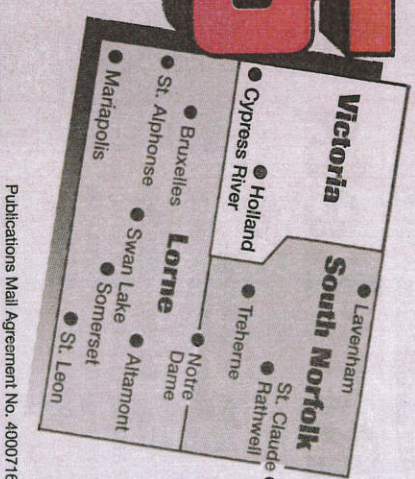 Victoria
South Norfolk
Lavenham
St. Claude
Rathwell
Treherne
Holland
Cypress River
Bruxelles
Lorne
Notre
Dame
St. Alphonse
Swan Lake
Altamont
Mariapolis
Somerset
St. Leon
Publications Mail Agreement No. 4000716